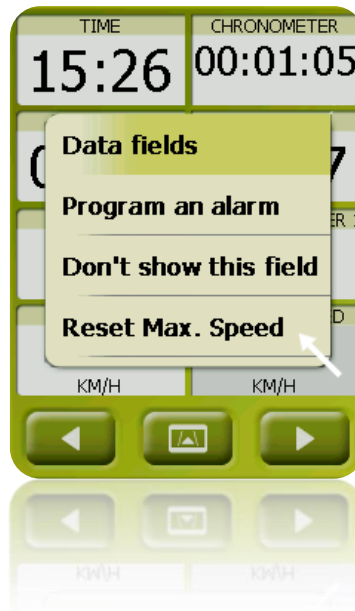 TIME
CHRONOMETER
15:26
00:01:05
Data fields
Program an alarm
Don't show this field
Reset Max. Speed
KM/H
KM/H